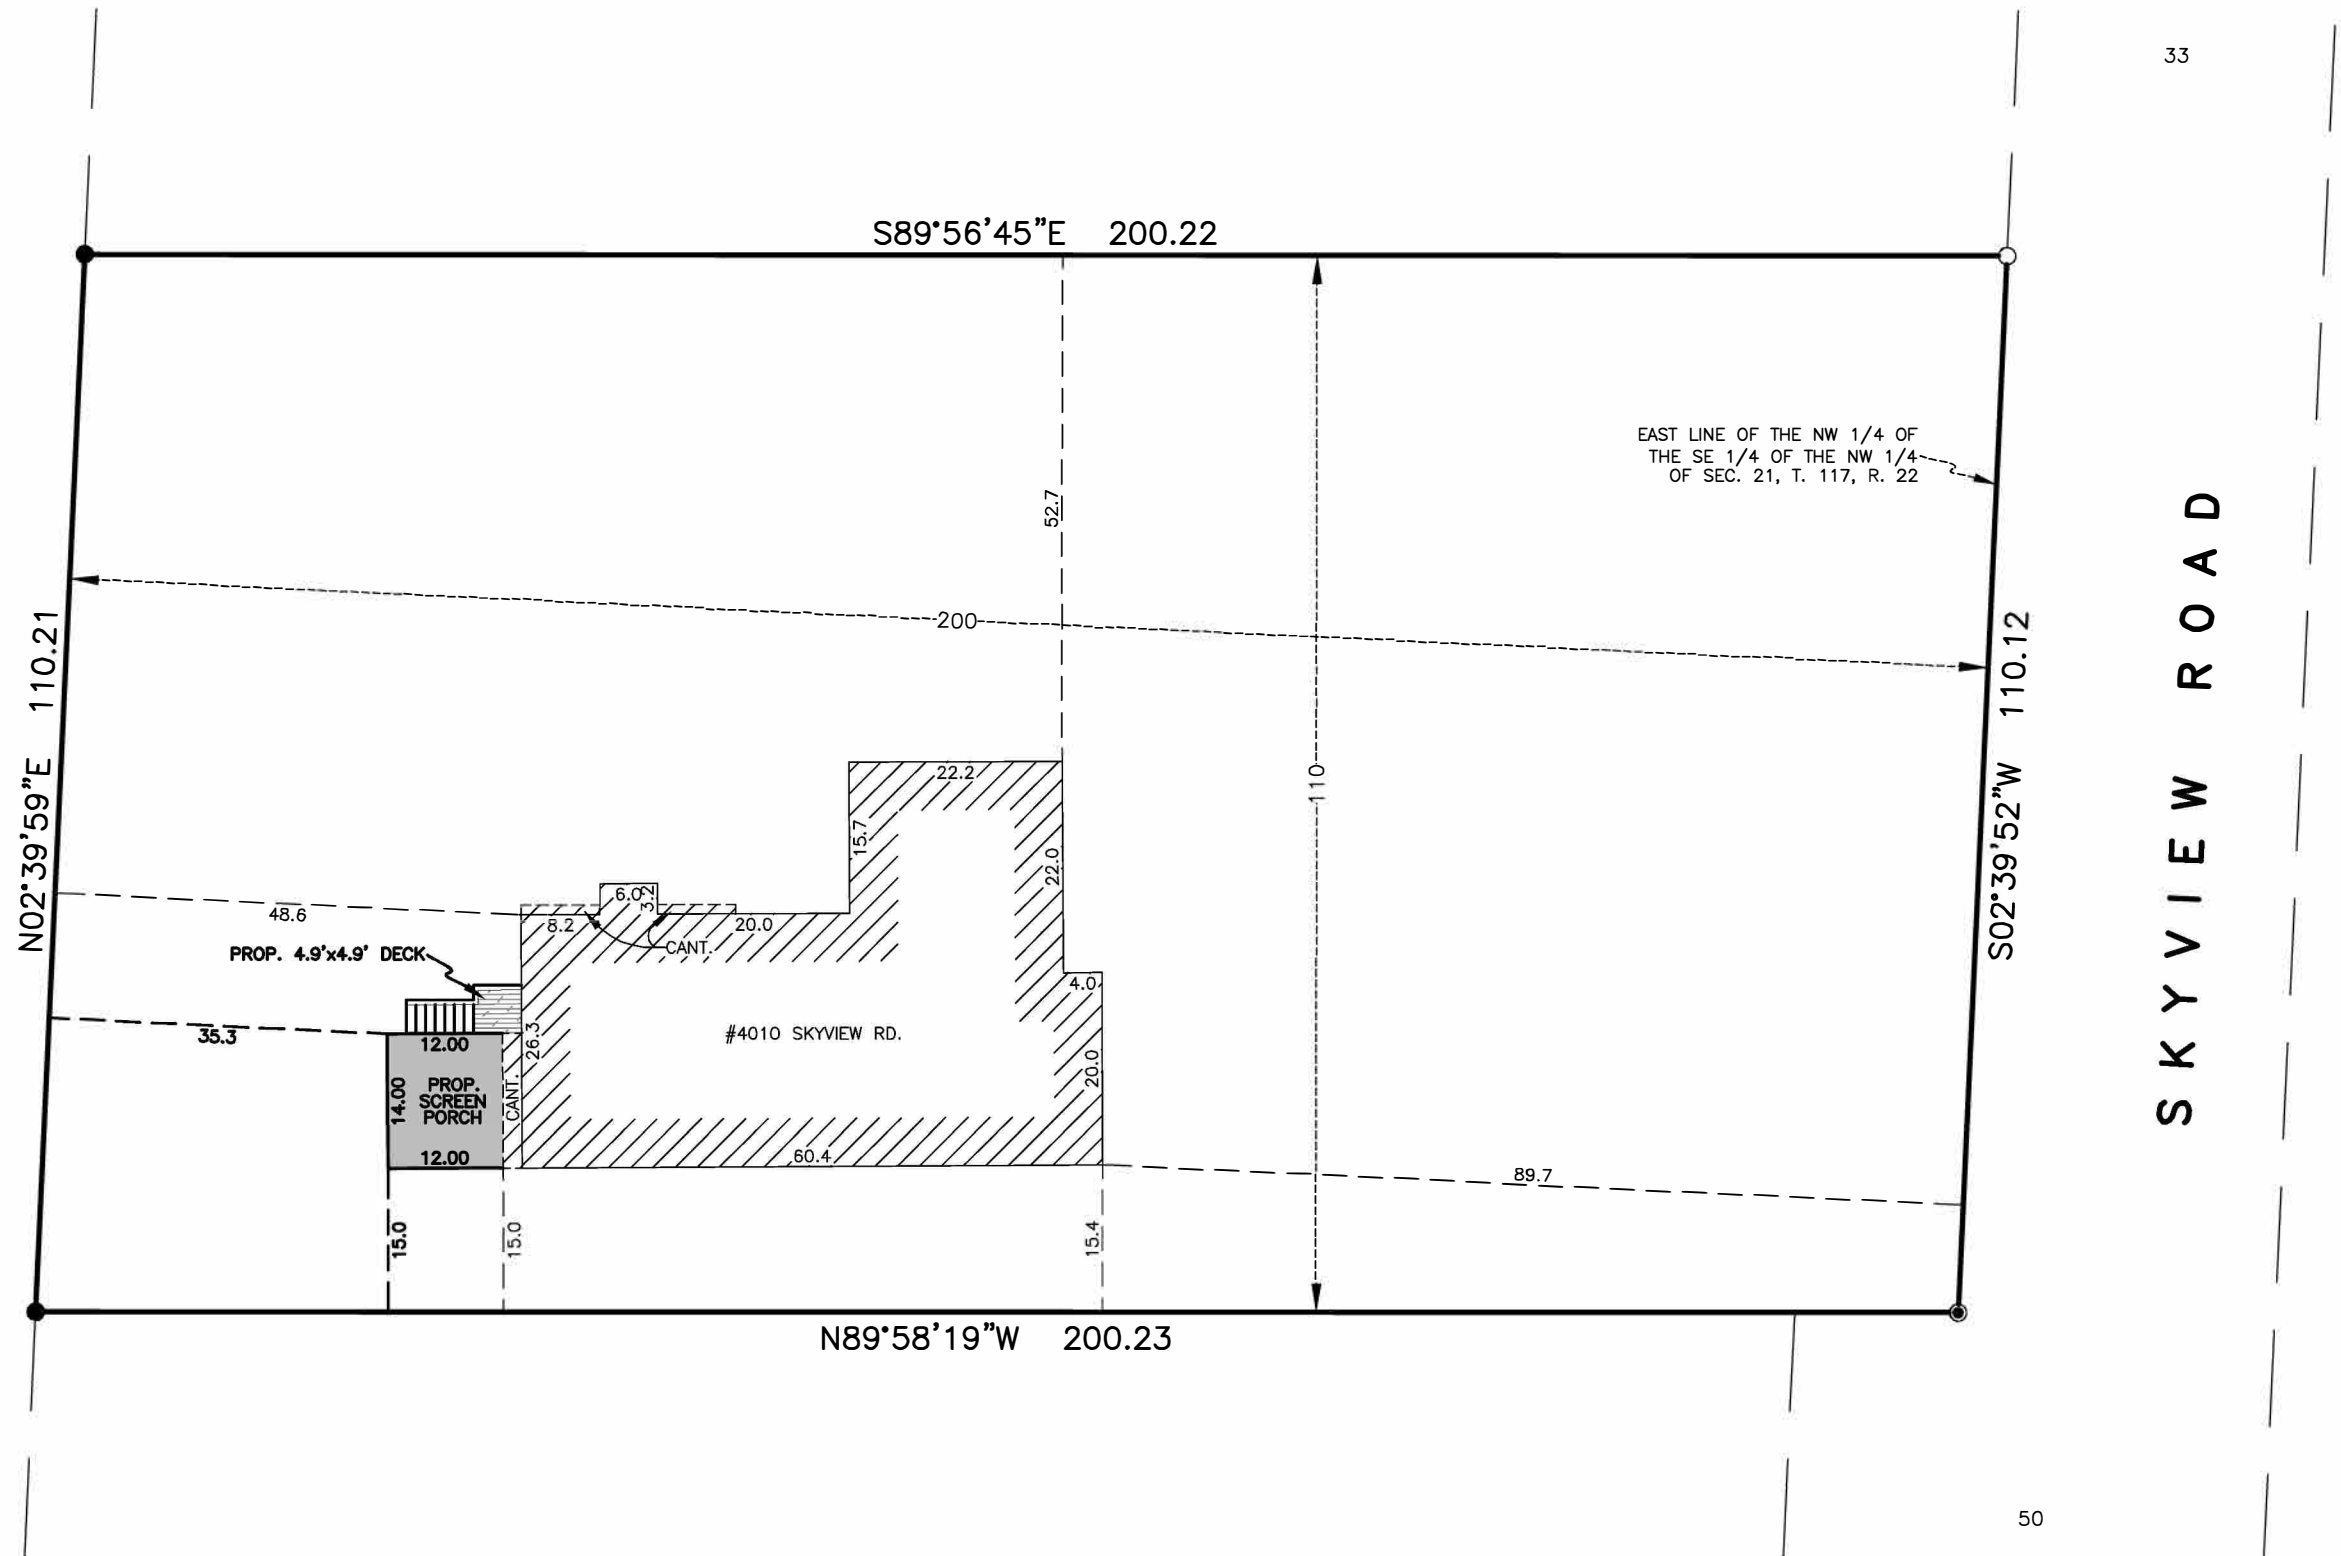 33
S89°56'45"E 200.22
EAST LINE OF THE NW 1/4 OF
THE SE 1/4 OF THE NW 1/4
OF SEC. 21, T. 117, R. 22
52.7
200
110
N02°39'59"E 110.21
S02°39'52"W 110.12
SKYVIEW ROAD
22.2
15.7
22.0
6.0
3.2
48.6
8.2
20.0
CANT.
PROP. 4.9'x4.9' DECK
4.0
35.3
26.3
#4010 SKYVIEW RD.
12.00
14.00
PROP.
SCREEN
PORCH
CANT.
20.0
12.00
60.4
89.7
15.0
15.0
15.4
N89°58'19"W 200.23
50